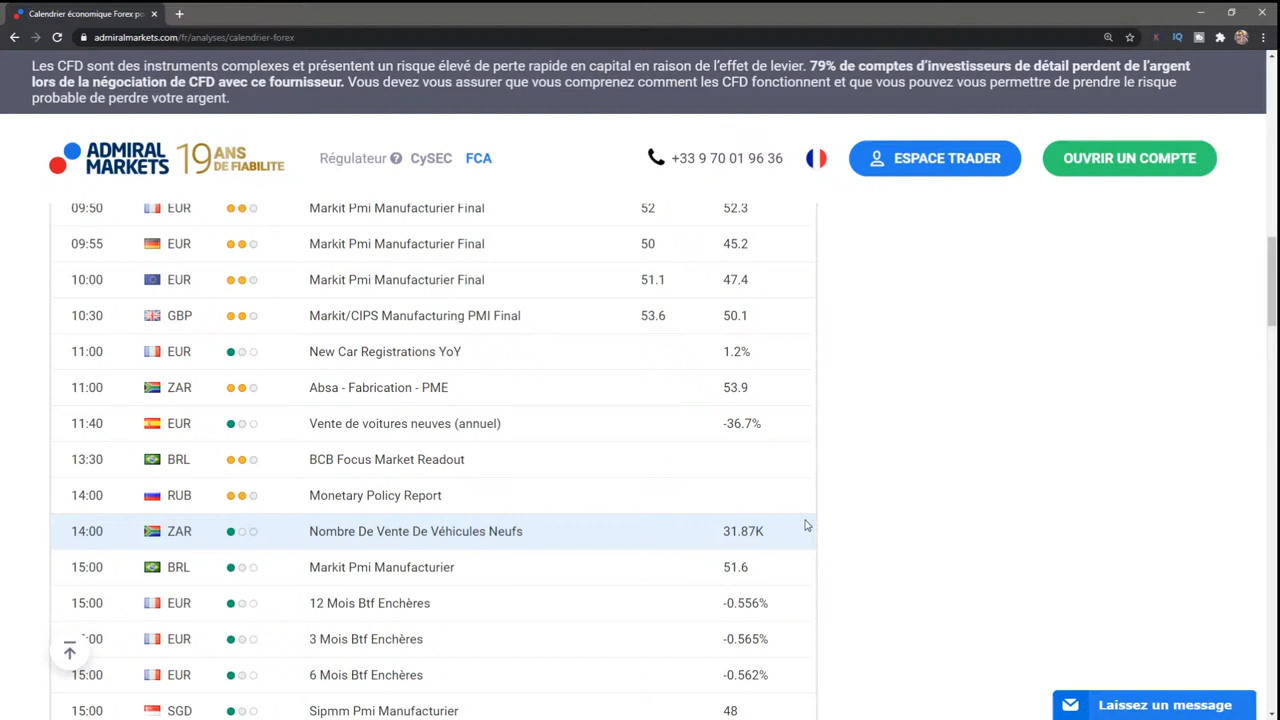 Calendrier économique Forex po
admiralmarkets.com/fr/analyses/calendrier-forex
IQ
Les CFD sont des instruments complexes et présentent un risque élevé de perte rapide en capital en raison de l'effet de levier. 79% de comptes d'investisseurs de détail perdent de l'argent
lors de la négociation de CFD avec ce fournisseur. Vous devez vous assurer que vous comprenez comment les CFD fonctionnent et que vous pouvez vous permettre de prendre le risque
probable de perdre votre argent.
ADMIRAL MARKETS 19 ANS DE FIABILITE Régulateur ? CySEC FCA +33 9 70 01 96 36 ESPACE TRADER OUVRIR UN COMPTE
09:50 EUR Markit Pmi Manufacturier Final 52 52.3
09:55 EUR Markit Pmi Manufacturier Final 50 45.2
10:00 EUR Markit Pmi Manufacturier Final 51.1 47.4
10:30 GBP Markit/CIPS Manufacturing PMI Final 53.6 50.1
11:00 EUR New Car Registrations YoY 1.2%
11:00 ZAR Absa - Fabrication - PME 53.9
11:40 EUR Vente de voitures neuves (annuel) -36.7%
13:30 BRL BCB Focus Market Readout
14:00 RUB Monetary Policy Report
14:00 ZAR Nombre De Vente De Véhicules Neufs 31.87K
15:00 BRL Markit Pmi Manufacturier 51.6
15:00 EUR 12 Mois Btf Enchères -0.556%
:00 EUR 3 Mois Btf Enchères -0.565%
15:00 EUR 6 Mois Btf Enchères -0.562%
15:00 SGD Sipmm Pmi Manufacturier 48
Laissez un message